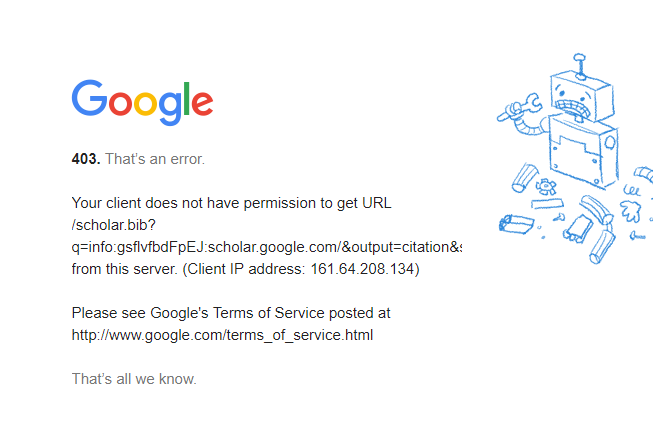 Google
403. That's an error.
Your client does not have permission to get URL
/scholar.bib?
q=info:gsflvfbdFpEJ:scholar.google.com/&output=citation&s
from this server. (Client IP address: 161.64.208.134)
Please see Google's Terms of Service posted at
http://www.google.com/terms_of_service.html
That's all we know.